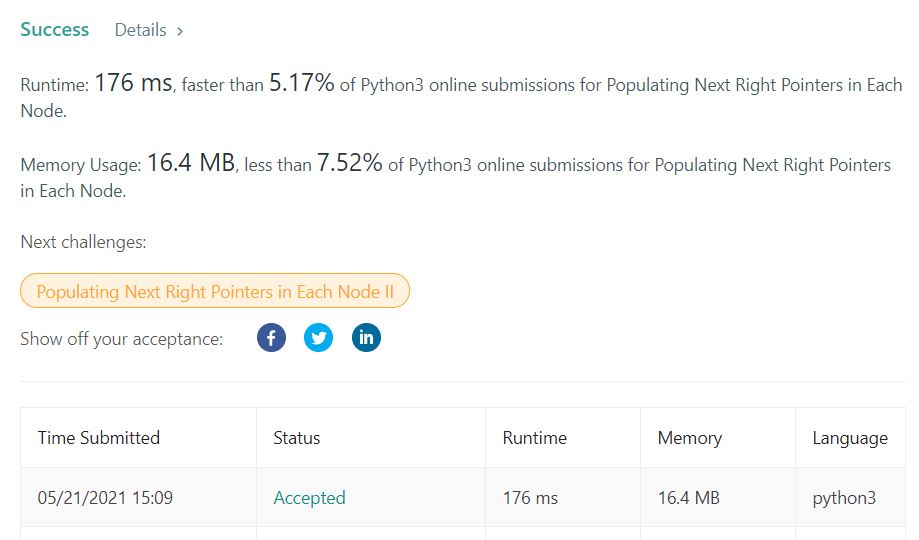 Success Details >
Runtime: 176 ms, faster than 5.17% of Python3 online submissions for Populating Next Right Pointers in Each
Node.
Memory Usage: 16.4 MB, less than 7.52% of Python3 online submissions for Populating Next Right Pointers
in Each Node.
Next challenges:
Populating Next Right Pointers in Each Node II
Show off your acceptance: f in
Time Submitted Status Runtime Memory Language
05/21/2021 15:09 Accepted 176 ms 16.4 MB python3